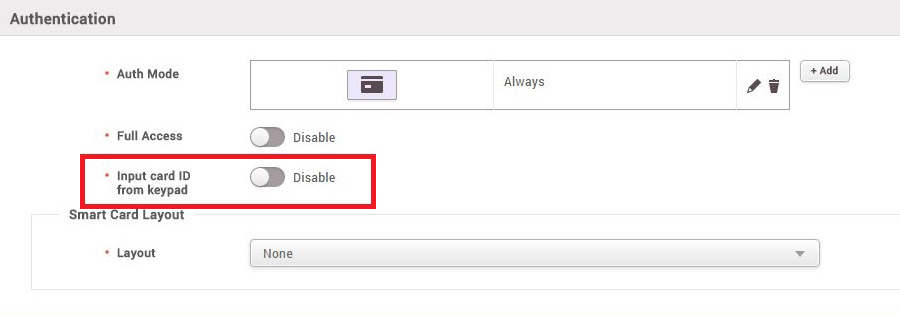 Authentication
• Auth Mode
Always
+ Add
• Full Access
Disable
• Input card ID
from keypad
Disable
Smart Card Layout
• Layout
None